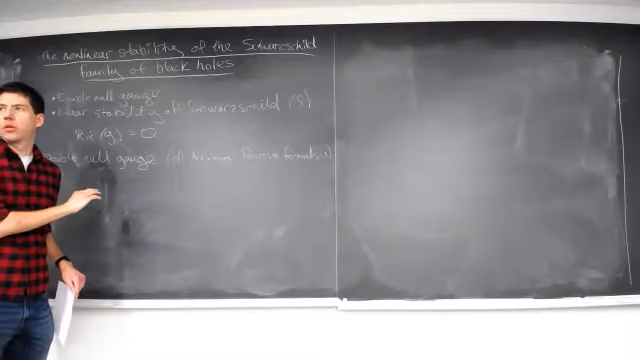 The nonlinear stability of the Schwarzschild
family of black holes
• Double null gauge
• Linear stability of Schwarzschild (S)
Ric(g) = 0
Double null gauge (cf. Newman Penrose formalism)